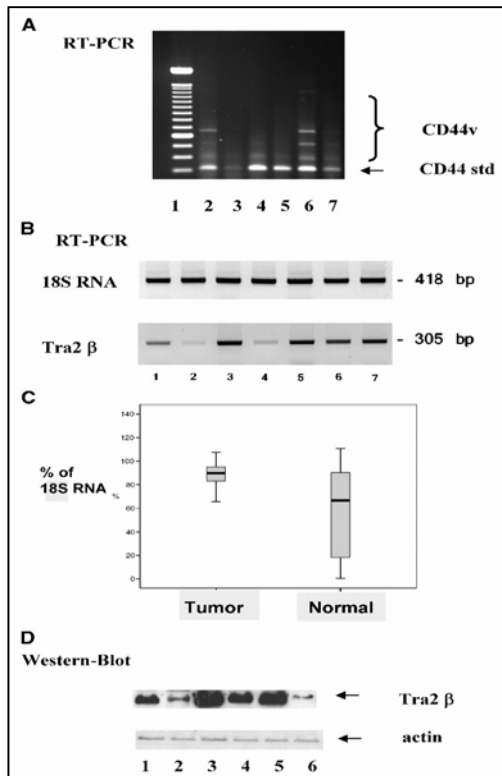 A
RT-PCR
CD44v
CD44 std
1 2 3 4 5 6 7
B
RT-PCR
18S RNA
- 418 bp
Tra2 β
- 305 bp
1 2 3 4 5 6 7
C
140
120
100
80
60
40
20
0
% of
18S RNA
%
Tumor
Normal
D
Western-Blot
Tra2 β
actin
1 2 3 4 5 6